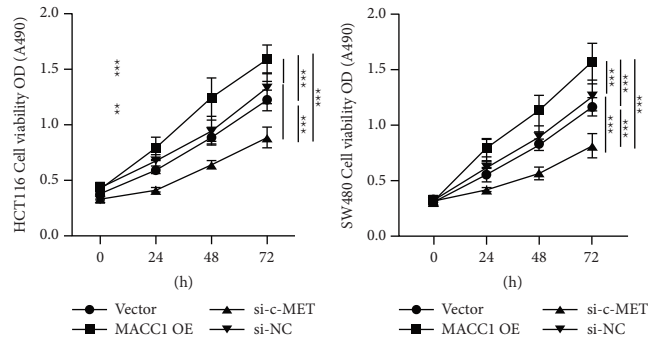 HCT116 Cell viability OD (A490)
2.0
1.5
1.0
0.5
0.0
0 24 48 72
(h)
***
**
***
***
***
***
Vector si-c-MET
MACC1 OE si-NC
SW480 Cell viability OD (A490)
2.0
1.5
1.0
0.5
0.0
0 24 48 72
(h)
***
***
***
***
***
Vector si-c-MET
MACC1 OE si-NC